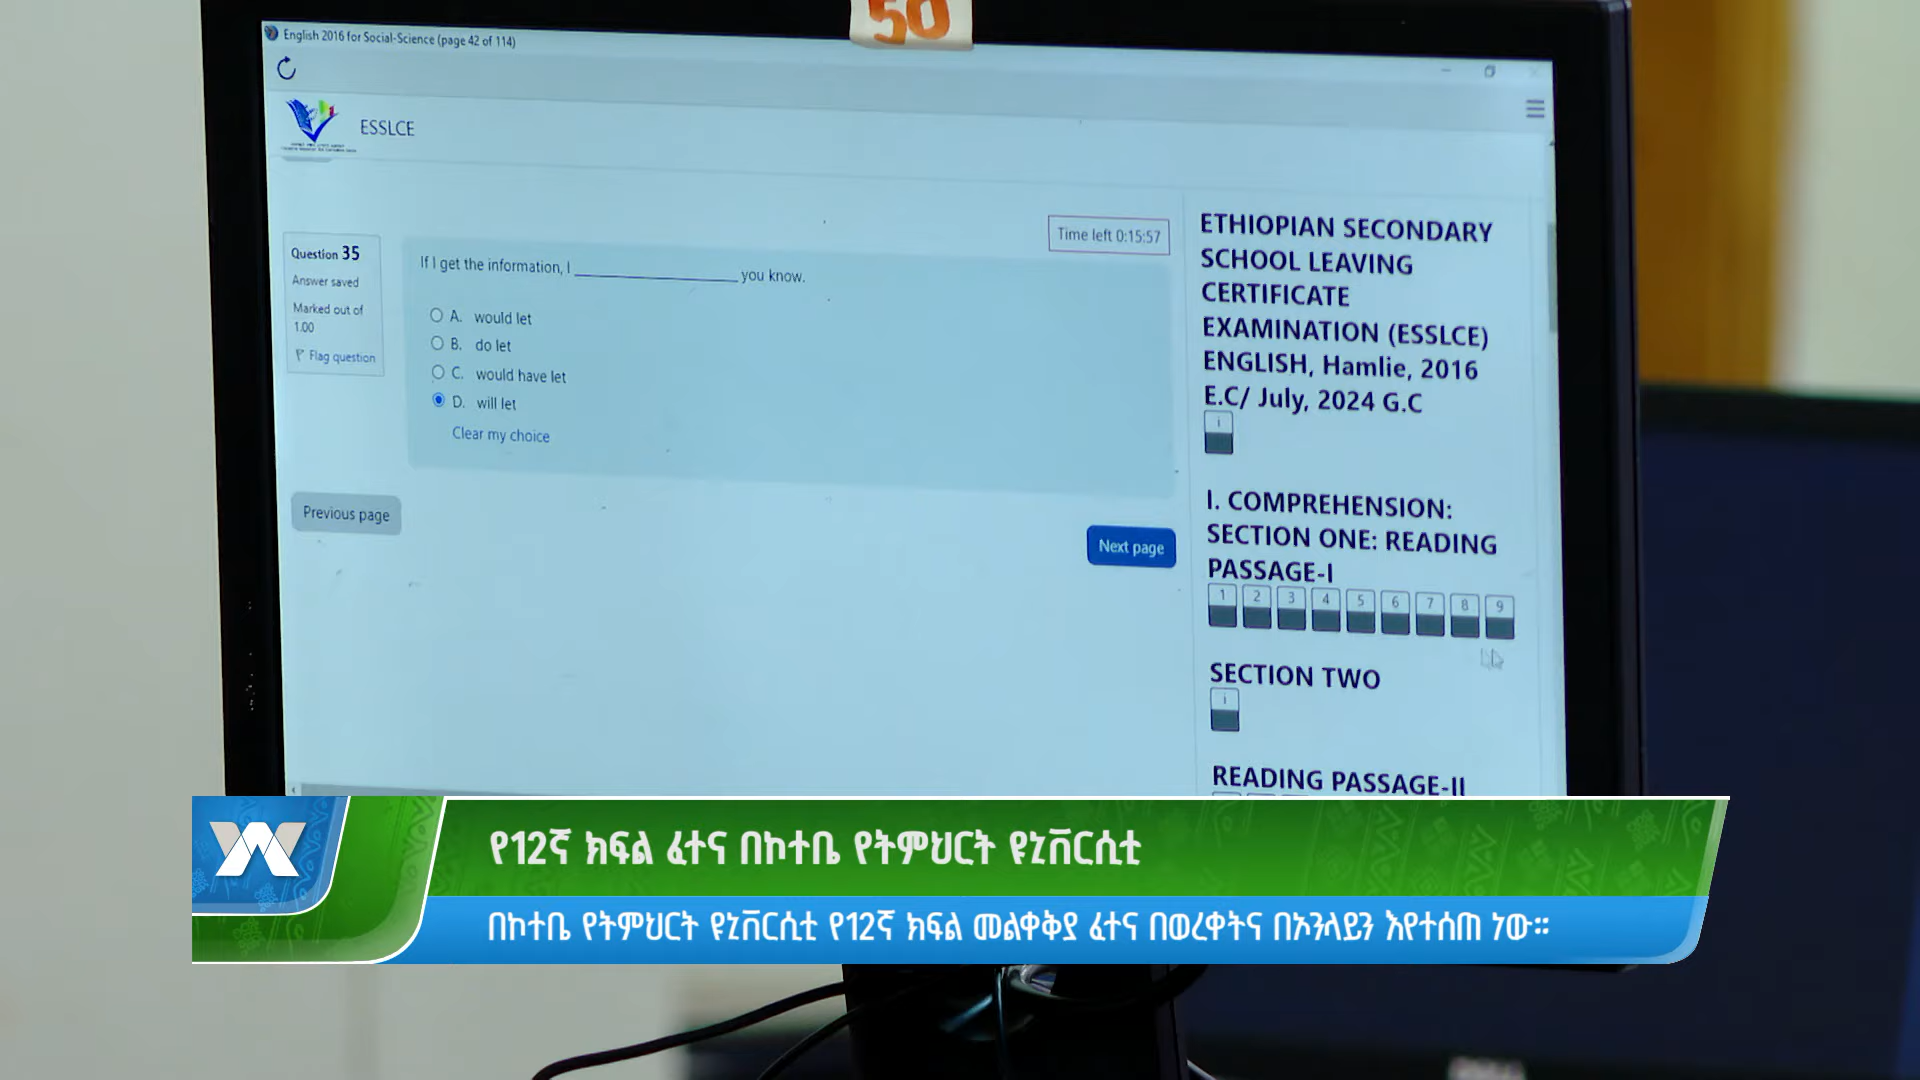 50
English 2016 for Social-Science (page 42 of 114)
ESSLCE
Time left 0:15:57
Question 35
Answer saved
Marked out of
1.00
Flag question
If I get the information, I ____________ you know.
A. would let
B. do let
C. would have let
D. will let
Clear my choice
Previous page
Next page
ETHIOPIAN SECONDARY
SCHOOL LEAVING
CERTIFICATE
EXAMINATION (ESSLCE)
ENGLISH, Hamlie, 2016
E.C/ July, 2024 G.C
i
I. COMPREHENSION:
SECTION ONE: READING
PASSAGE-I
1 2 3 4 5 6 7 8 9
SECTION TWO
i
READING PASSAGE-II
የ12ኛ ክፍል ፈተና በኮተቤ የትምህርት ዩኒቨርሲቲ
በኮተቤ የትምህርት ዩኒቨርሲቲ የ12ኛ ክፍል መልቀቅያ ፈተና በወረቀትና በኦንላይን እየተሰጠ ነው።